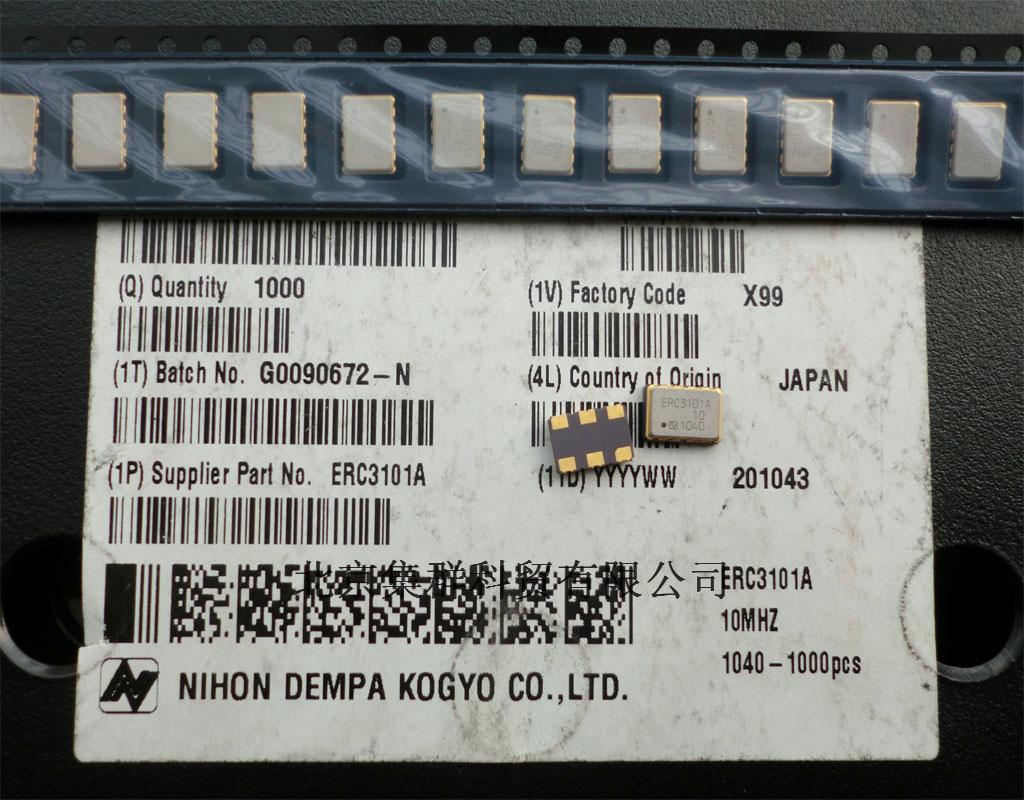 (Q) Quantity 1000
(1V) Factory Code X99
(1T) Batch No. G0090672-N
(4L) Country of Origin JAPAN
ERC3101A
10
1040
(1P) Supplier Part No. ERC3101A
(11D) YYYYWW 201043
北京集群科贸有限公司
ERC3101A
10MHZ
1040-1000pcs
NIHON DEMPA KOGYO CO.,LTD.